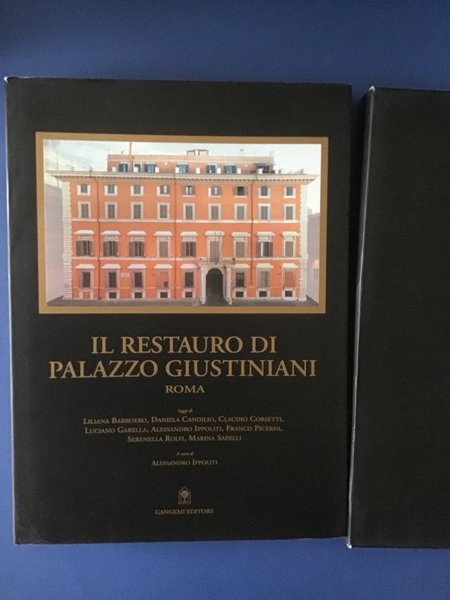 IL RESTAURO DI
PALAZZO GIUSTINIANI
ROMA
Saggi di
LILIANA BARROERO, DANIELA CANDILIO, CLAUDIO CORSETTI,
LUCIANO GARELLA, ALESSANDRO IPPOLITI, FRANCO PICERNI,
SERENELLA ROLFI, MARINA SAPELLI
A cura di
ALESSANDRO IPPOLITI
GANGEMI EDITORE